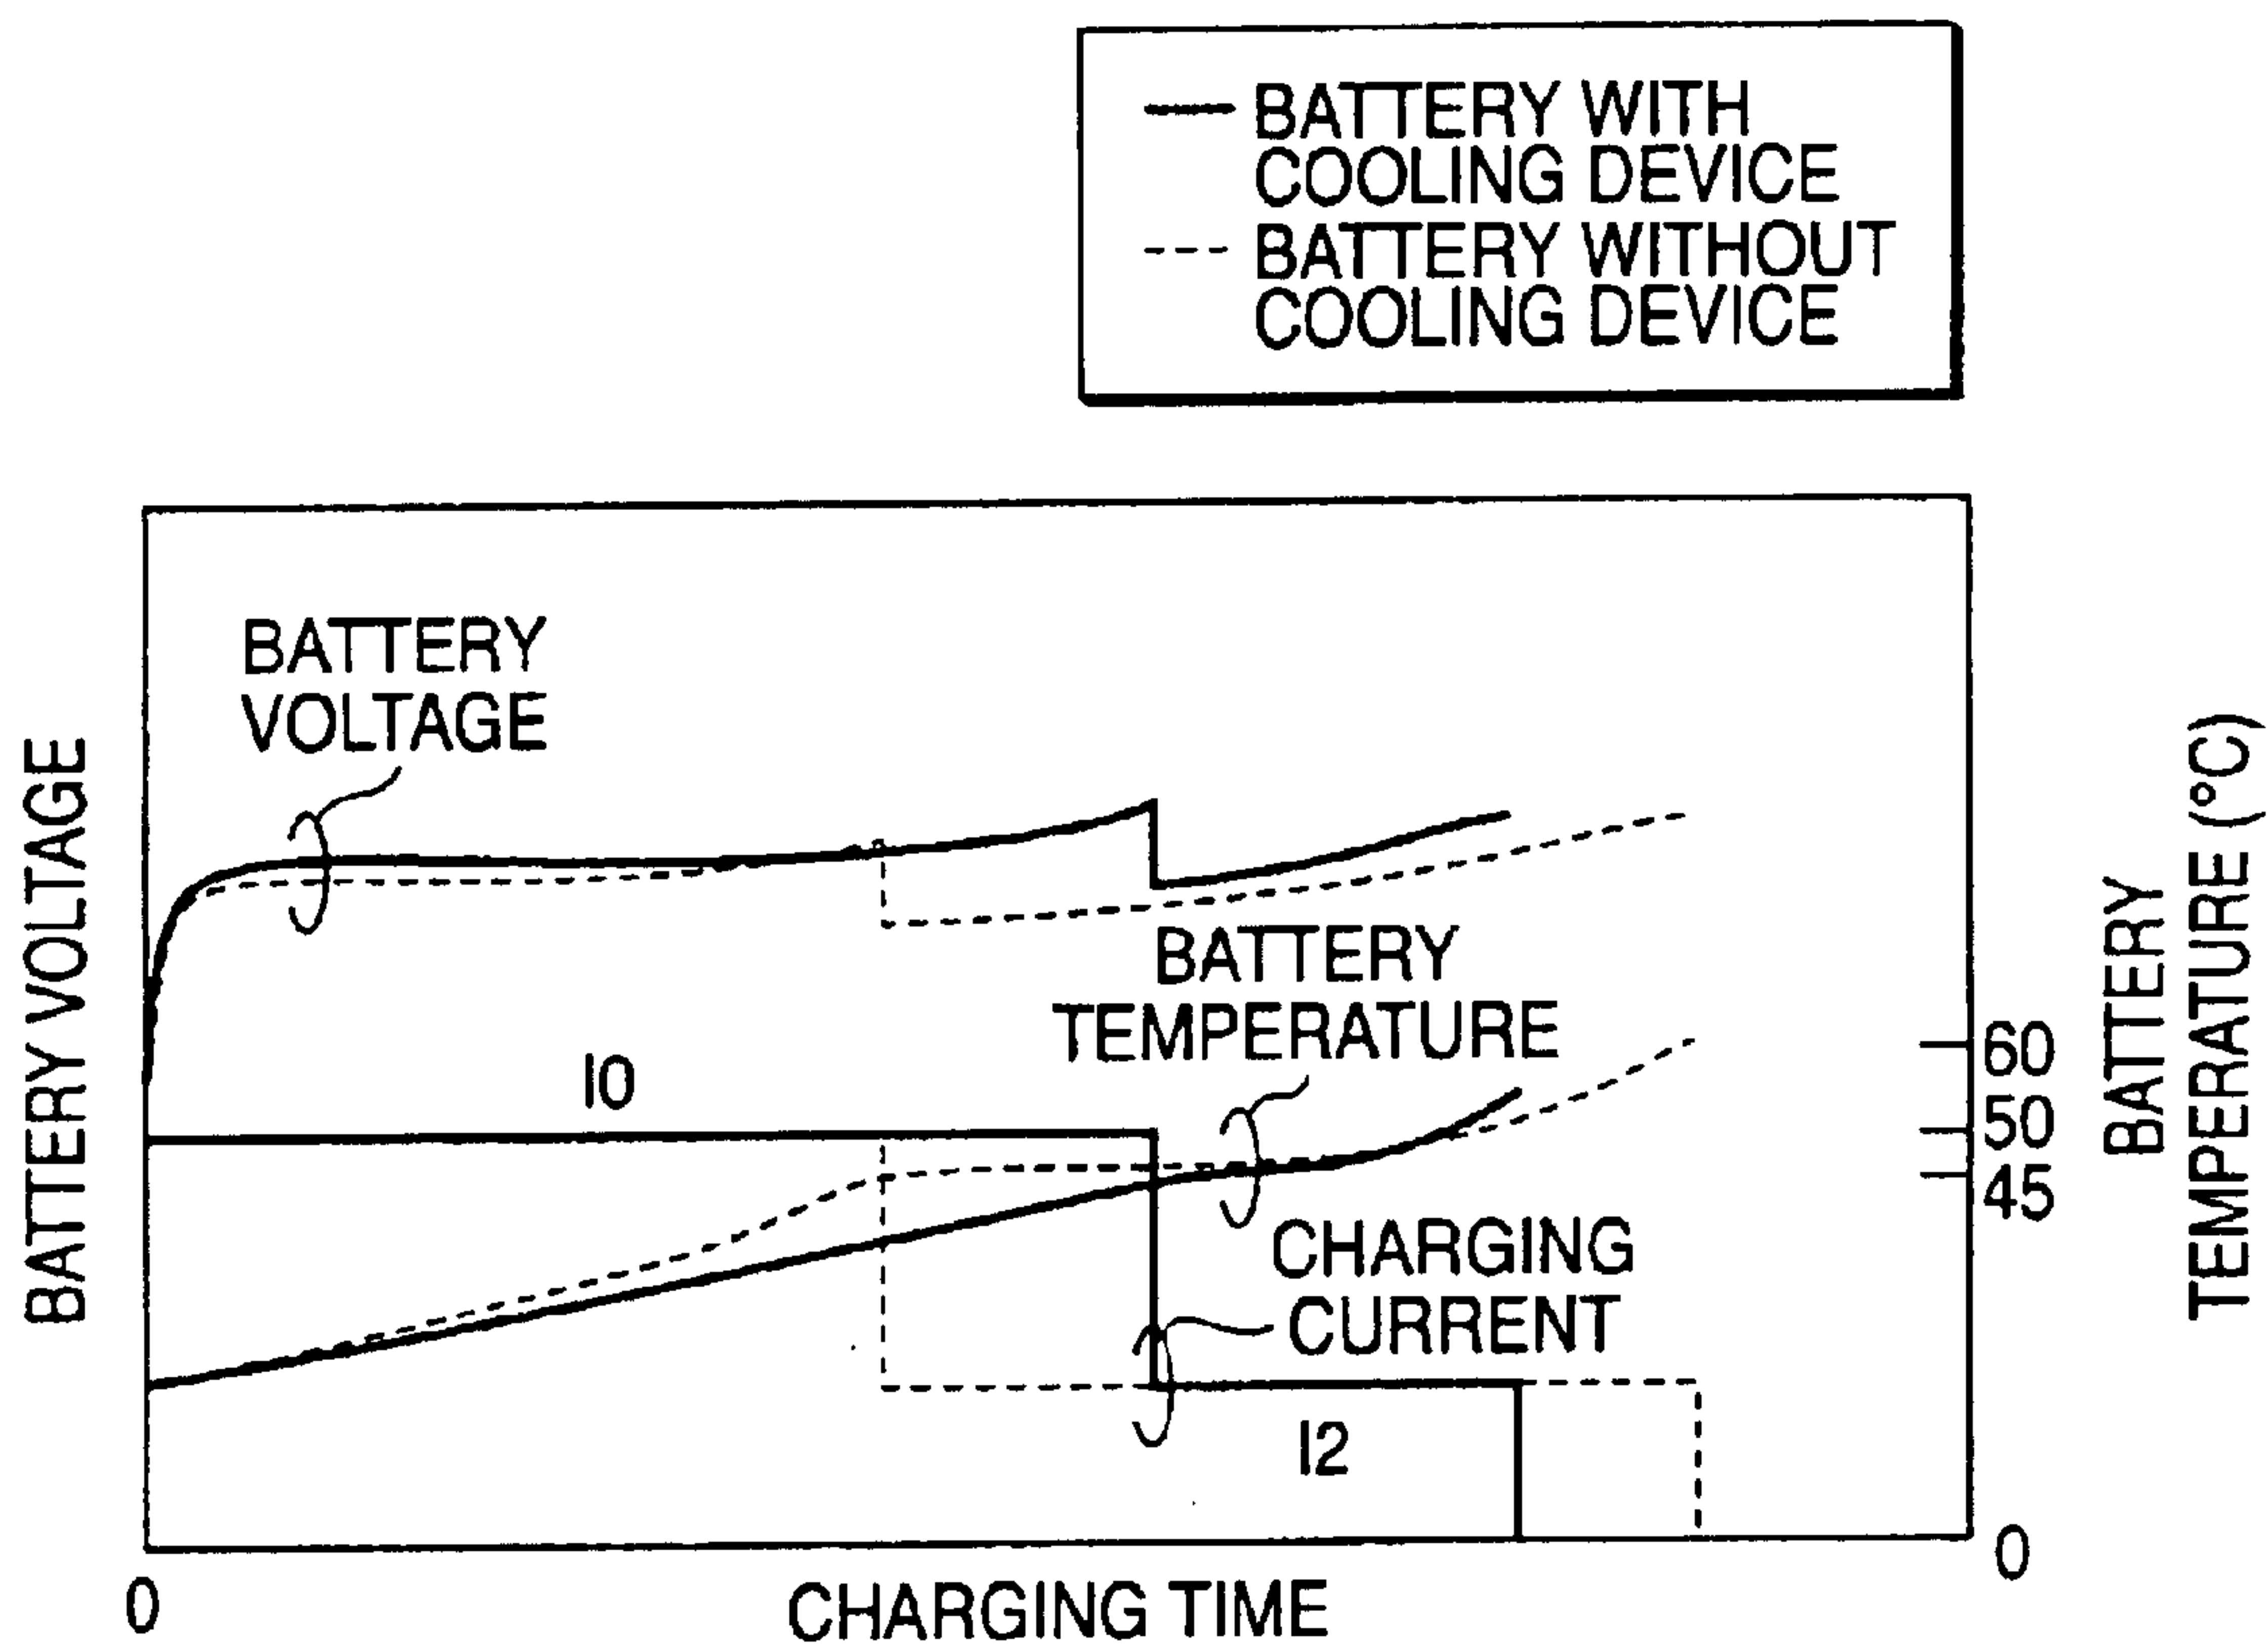 BATTERY WITH
COOLING DEVICE
BATTERY WITHOUT
COOLING DEVICE
BATTERY
VOLTAGE
BATTERY VOLTAGE
BATTERY
TEMPERATURE
I0
60
50
45
BATTERY
TEMPERATURE (°C)
CHARGING
CURRENT
I2
0
0
CHARGING TIME